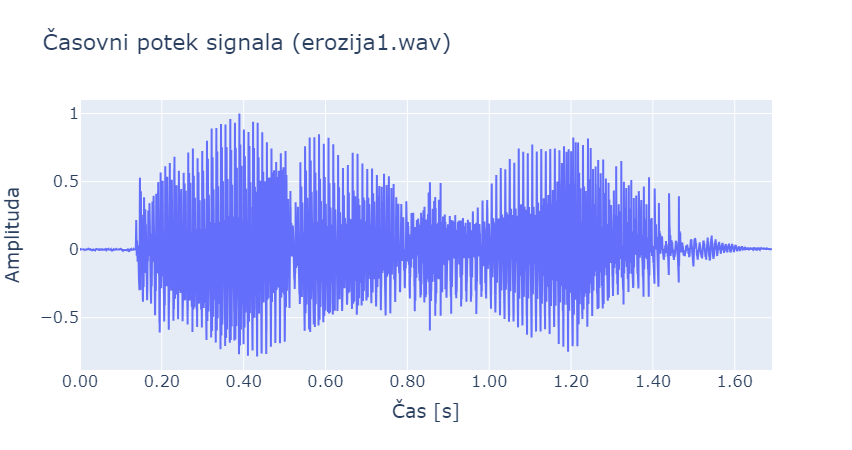 Časovni potek signala (erozija1.wav)
1
0.5
0
−0.5
Amplituda
0.00 0.20 0.40 0.60 0.80 1.00 1.20 1.40 1.60
Čas [s]